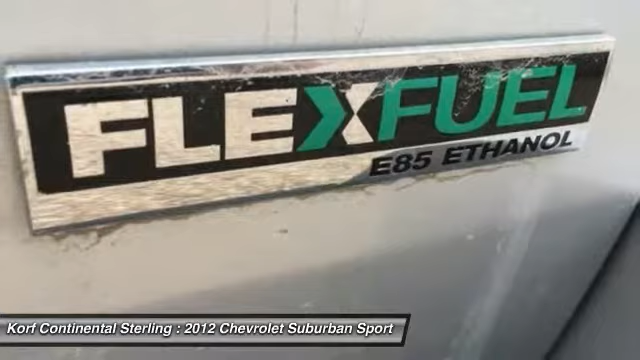 FLEXFUEL
E85 ETHANOL
Korf Continental Sterling : 2012 Chevrolet Suburban Sport